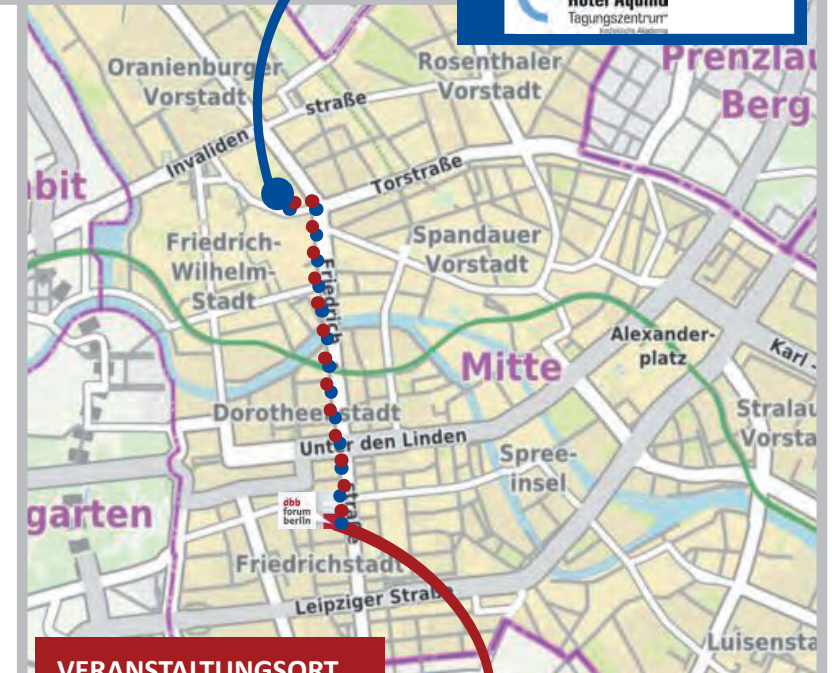 Hotel Aquino
Tagungszentrum
Katholische Akademie
Prenzlau
Berg
Oranienburger
Vorstadt
Rosenthaler
Vorstadt
straße
Invaliden
Torstraße
Friedrich-
Wilhelm-
Stadt
Spandauer
Vorstadt
Friedrich
Alexander-
platz
Mitte
Karl -
Dorotheenstadt
Unter den Linden
Stralau
Vorsta
Spree-
insel
dbb
forum
berlin
straße
garten
Friedrichstadt
Leipziger Straße
Luisensta
VERANSTALTUNGSORT